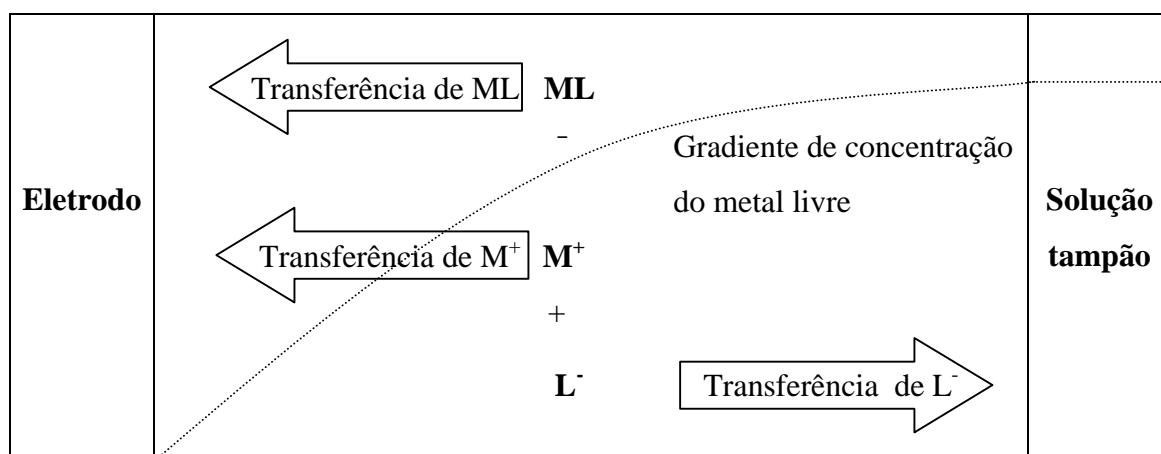 Transferência de ML ML
-
Gradiente de concentração
do metal livre
Eletrodo
Solução
tampão
Transferência de M⁺ M⁺
+
L⁻
Transferência de L⁻